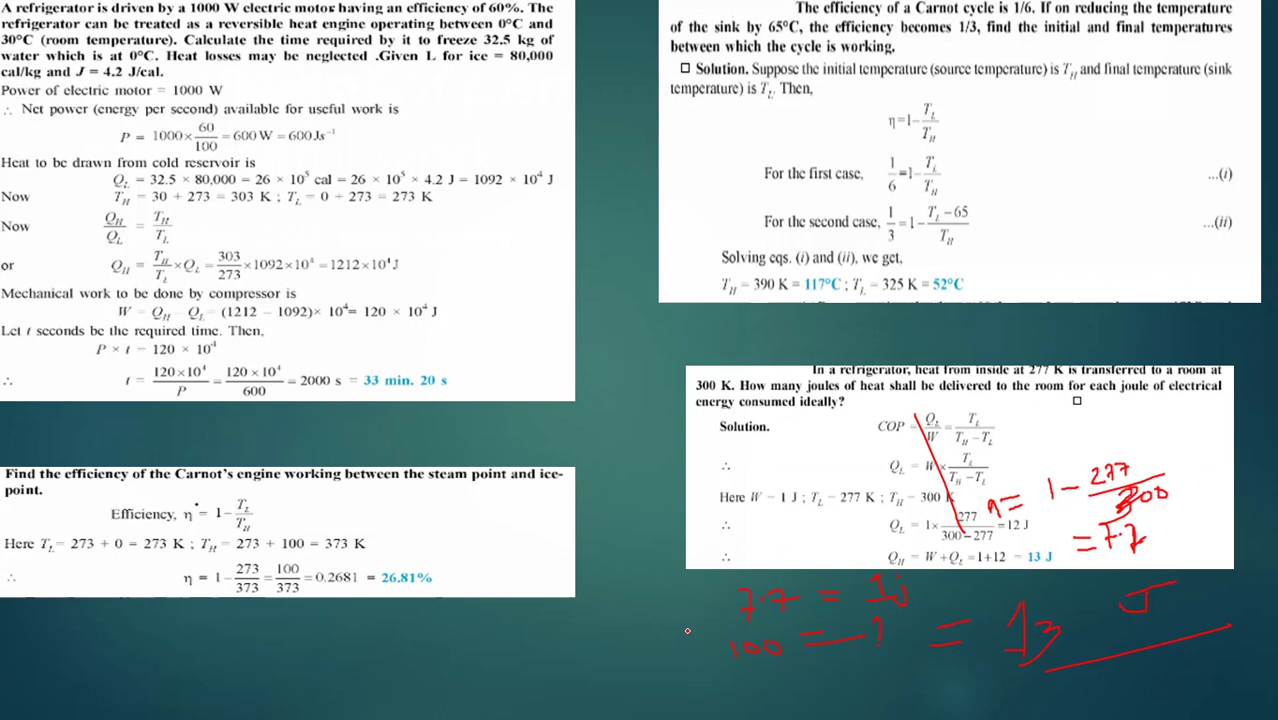 A refrigerator is driven by a 1000 W electric motor having an efficiency of 60%. The
refrigerator can be treated as a reversible heat engine operating between 0°C and
30°C (room temperature). Calculate the time required by it to freeze 32.5 kg of
water which is at 0°C. Heat losses may be neglected .Given L for ice = 80,000
cal/kg and J = 4.2 J/cal.
Power of electric motor = 1000 W
∴ Net power (energy per second) available for useful work is
P = 1000 × 60/100 = 600 W = 600 Js⁻¹
Heat to be drawn from cold reservoir is
Q_L = 32.5 × 80,000 = 26 × 10⁵ cal = 26 × 10⁵ × 4.2 J = 1092 × 10⁴ J
Now T_H = 30 + 273 = 303 K ; T_L = 0 + 273 = 273 K
Now Q_H/Q_L = T_H/T_L
or Q_H = T_H/T_L × Q_L = 303/273 × 1092 × 10⁴ = 1212 × 10⁴ J
Mechanical work to be done by compressor is
W = Q_H − Q_L = (1212 − 1092) × 10⁴ = 120 × 10⁴ J
Let t seconds be the required time. Then,
P × t = 120 × 10⁴
∴ t = 120×10⁴/P = 120 × 10⁴/600 = 2000 s = 33 min. 20 s
Find the efficiency of the Carnot's engine working between the steam point and ice-
point.
Efficiency, η = 1 − T_L/T_H
Here T_L = 273 + 0 = 273 K ; T_H = 273 + 100 = 373 K
∴ η = 1 − 273/373 = 100/373 = 0.2681 = 26.81%
The efficiency of a Carnot cycle is 1/6. If on reducing the temperature
of the sink by 65°C, the efficiency becomes 1/3, find the initial and final temperatures
between which the cycle is working.
□ Solution. Suppose the initial temperature (source temperature) is T_H and final temperature (sink
temperature) is T_L. Then,
η = 1 − T_L/T_H
For the first case, 1/6 = 1 − T_L/T_H ...(i)
For the second case, 1/3 = 1 − T_L − 65/T_H ...(ii)
Solving eqs. (i) and (ii), we get,
T_H = 390 K = 117°C ; T_L = 325 K = 52°C
In a refrigerator, heat from inside at 277 K is transferred to a room at
300 K. How many joules of heat shall be delivered to the room for each joule of electrical
energy consumed ideally? □
Solution. COP = Q_L/W = T_L/T_H − T_L
∴ Q_L = W × T_L/T_H − T_L
Here W = 1 J ; T_L = 277 K ; T_H = 300 K
∴ Q_L = 1 × 277/300 − 277 = 12 J
∴ Q_H = W + Q_L = 1 + 12 = 13 J
η = 1 − 277/300
= 7.7
7.7 = 1j
100 = ? = 13 J